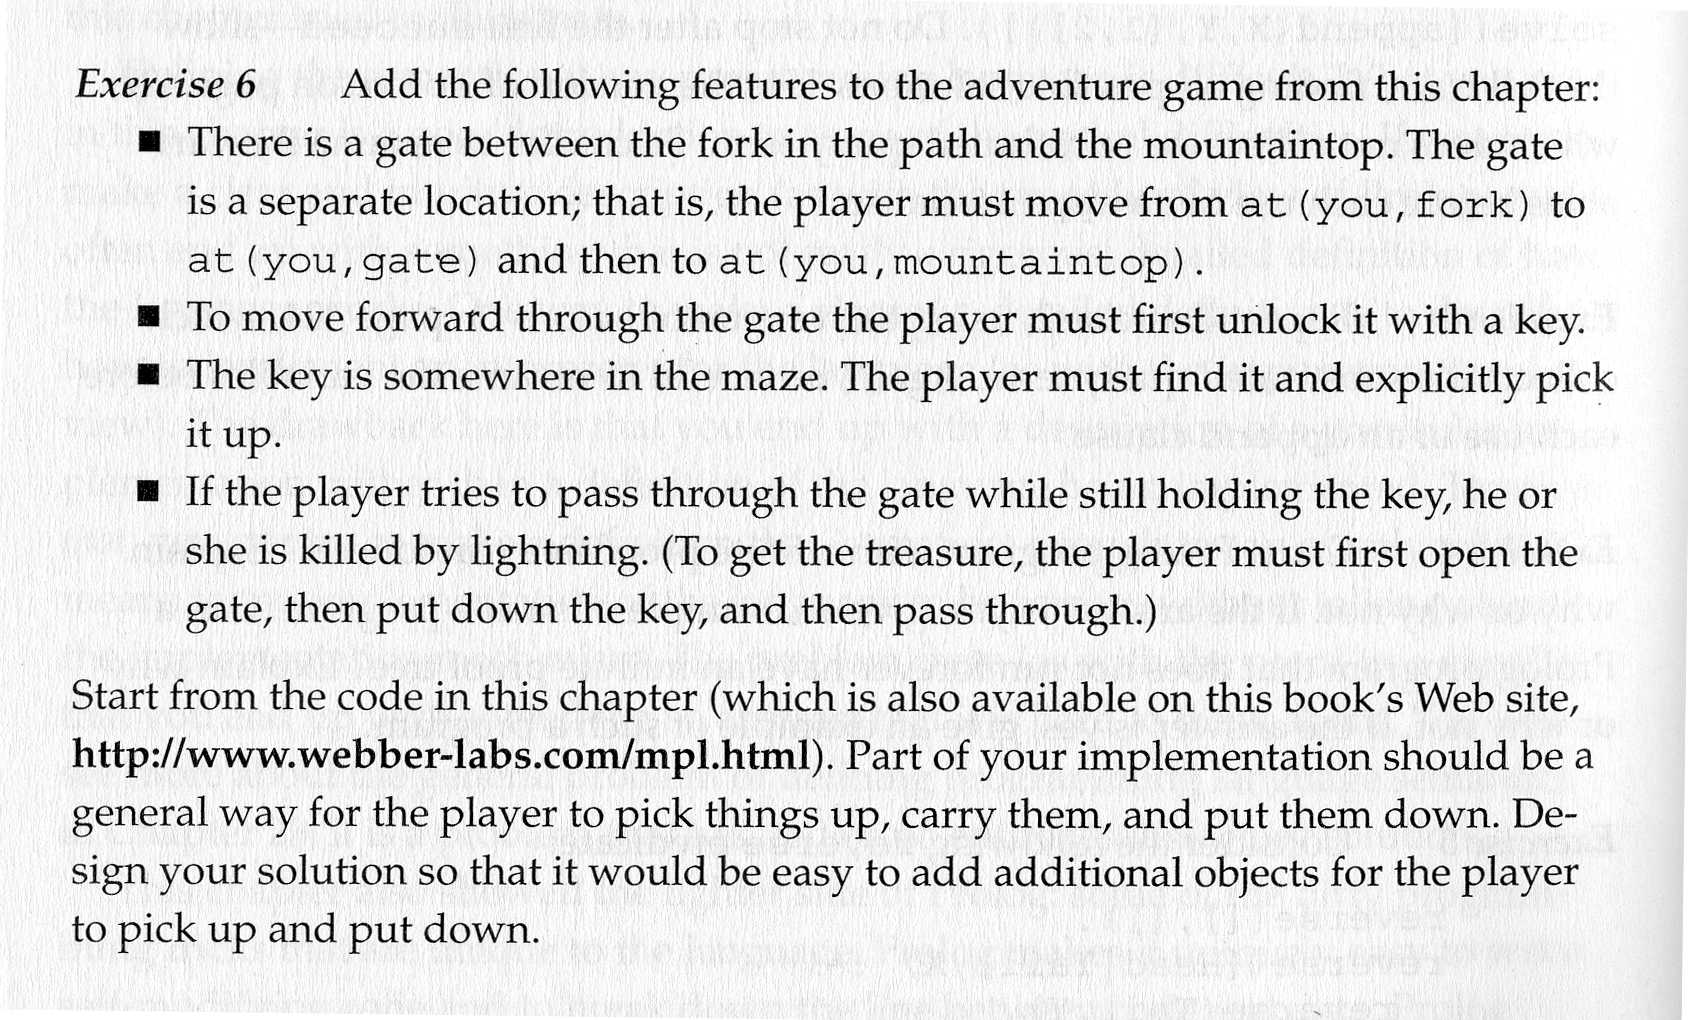 Exercise 6 Add the following features to the adventure game from this chapter:
■ There is a gate between the fork in the path and the mountaintop. The gate
is a separate location; that is, the player must move from at(you,fork) to
at(you,gate) and then to at(you,mountaintop).
■ To move forward through the gate the player must first unlock it with a key.
■ The key is somewhere in the maze. The player must find it and explicitly pick
it up.
■ If the player tries to pass through the gate while still holding the key, he or
she is killed by lightning. (To get the treasure, the player must first open the
gate, then put down the key, and then pass through.)
Start from the code in this chapter (which is also available on this book's Web site,
http://www.webber-labs.com/mpl.html). Part of your implementation should be a
general way for the player to pick things up, carry them, and put them down. De-
sign your solution so that it would be easy to add additional objects for the player
to pick up and put down.